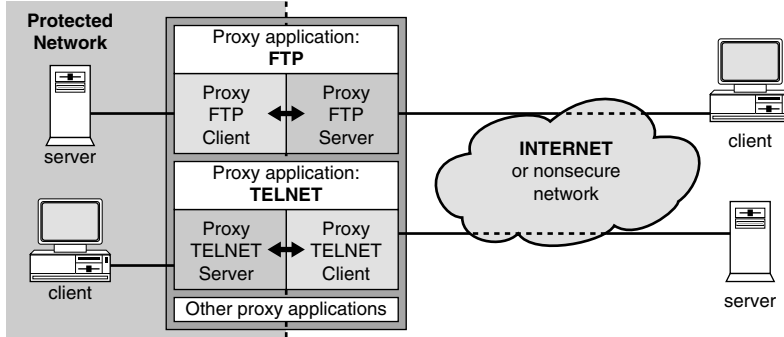 Protected
Network
server
client
Proxy application:
FTP
Proxy
FTP
Client
Proxy
FTP
Server
Proxy application:
TELNET
Proxy
TELNET
Server
Proxy
TELNET
Client
Other proxy applications
INTERNET
or nonsecure
network
client
server